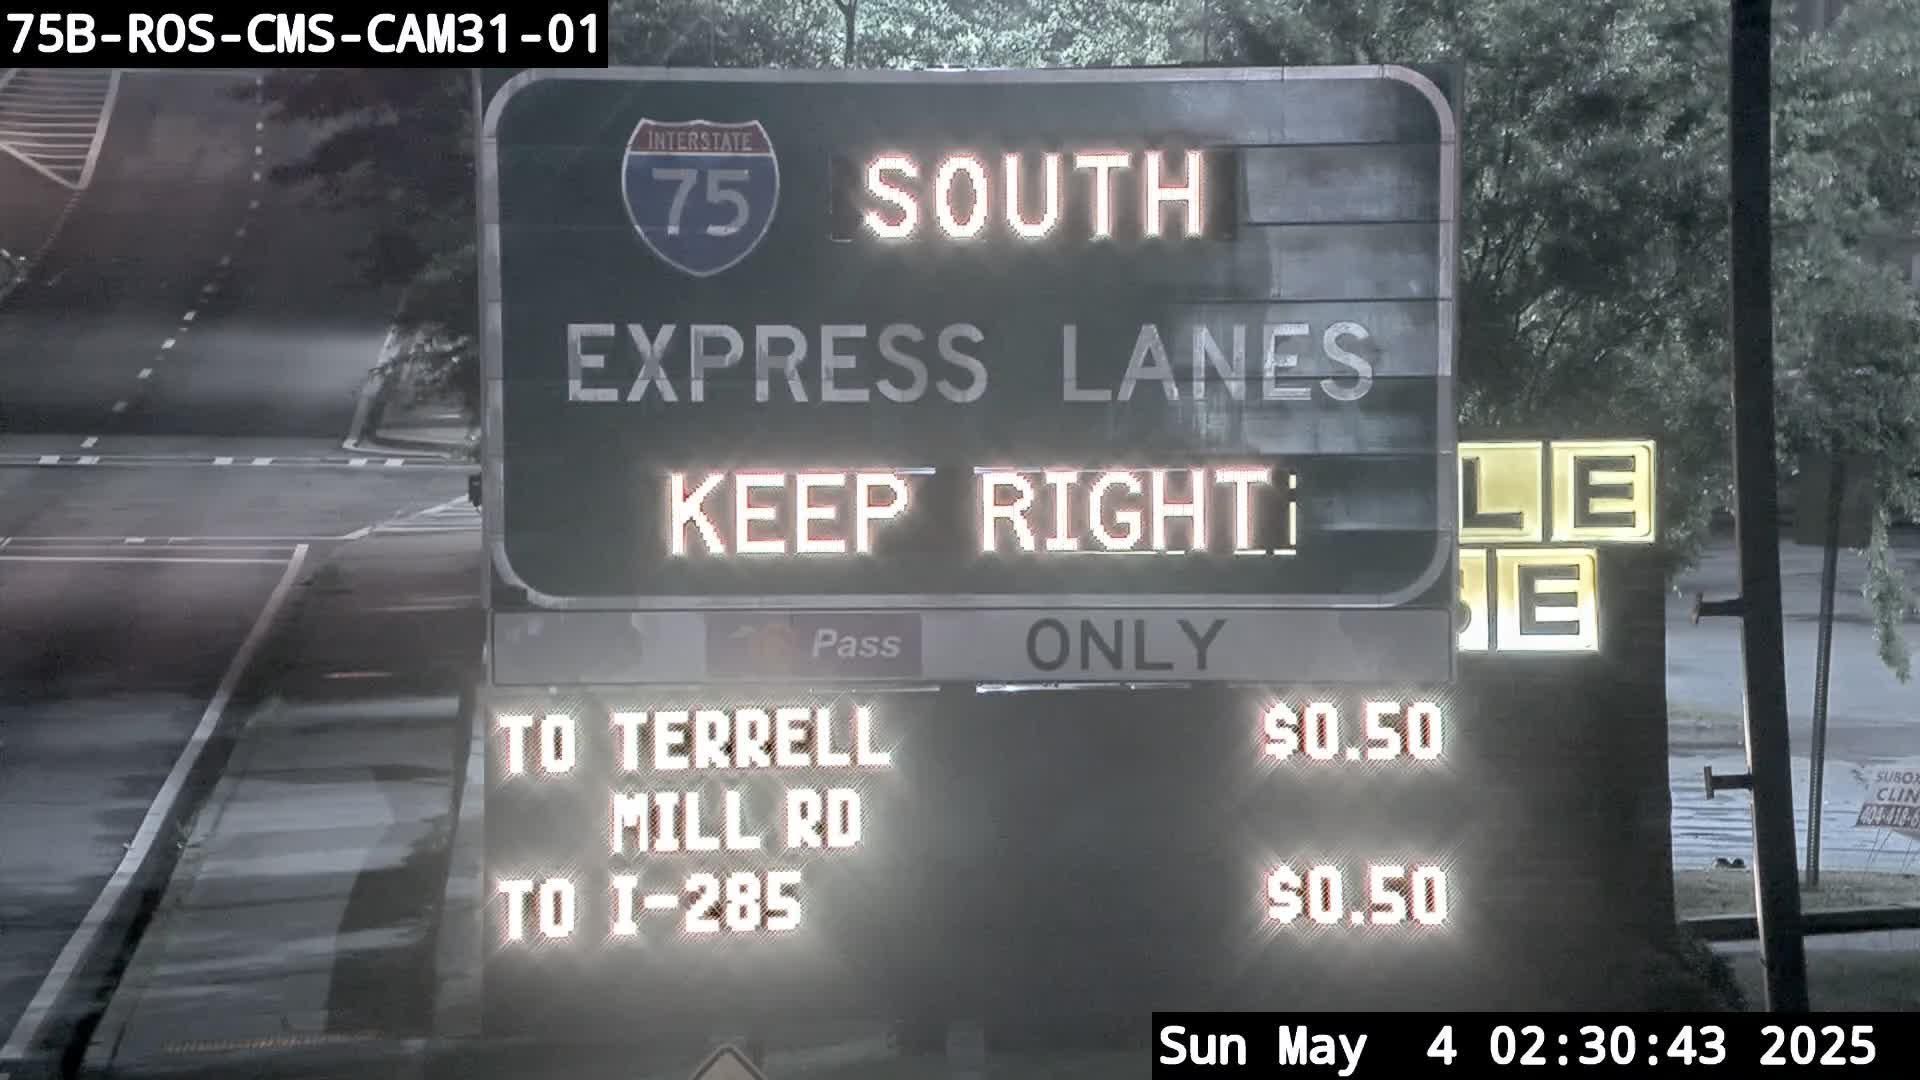 75B-ROS-CMS-CAM31-01
INTERSTATE
75
SOUTH
EXPRESS LANES
KEEP RIGHT
Pass ONLY
LE
E
TO TERRELL $0.50
MILL RD
TO I-285 $0.50
Sun May 4 02:30:43 2025